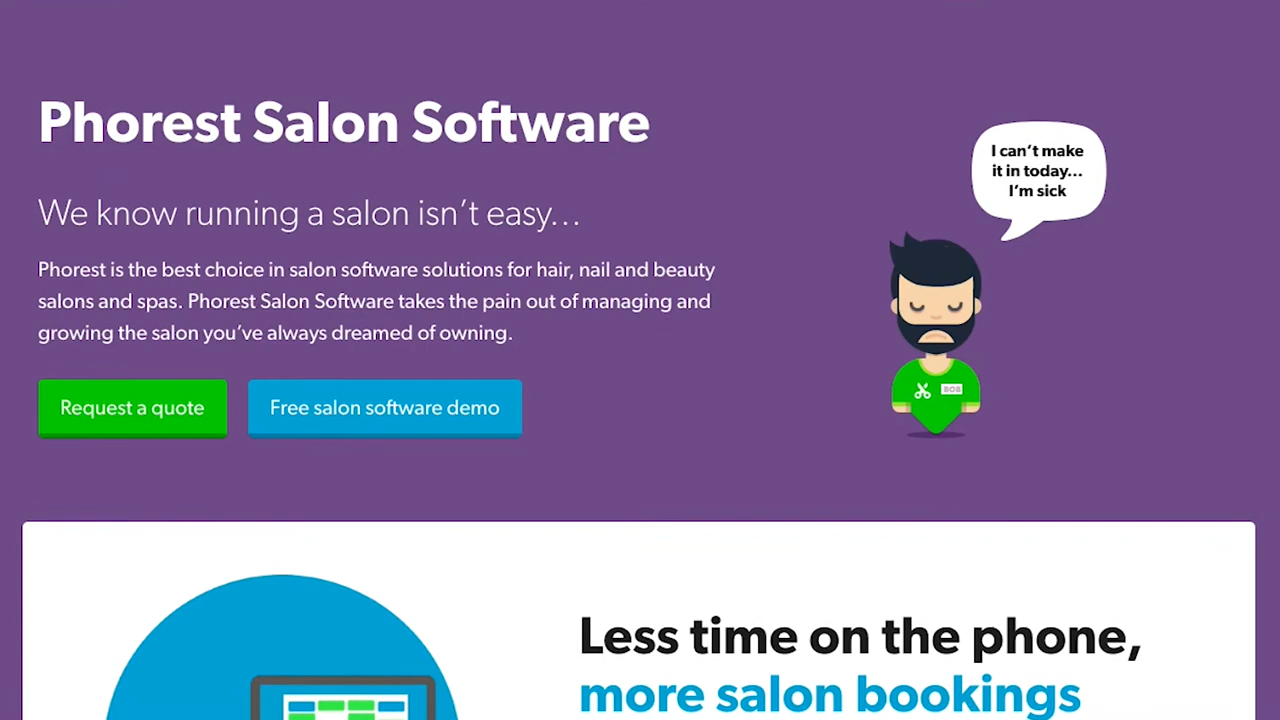 Phorest Salon Software
We know running a salon isn't easy...
Phorest is the best choice in salon software solutions for hair, nail and beauty
salons and spas. Phorest Salon Software takes the pain out of managing and
growing the salon you've always dreamed of owning.
Request a quote
Free salon software demo
I can't make
it in today...
I'm sick
BOB
Less time on the phone,
more salon bookings